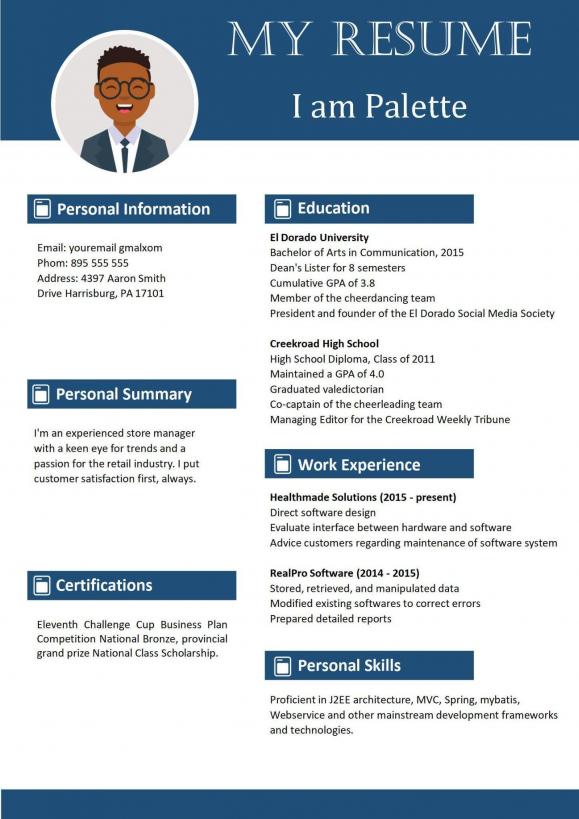 MY RESUME
I am Palette
Personal Information
Email: youremail gmalxom
Phom: 895 555 555
Address: 4397 Aaron Smith
Drive Harrisburg, PA 17101
Personal Summary
I'm an experienced store manager
with a keen eye for trends and a
passion for the retail industry. I put
customer satisfaction first, always.
Certifications
Eleventh Challenge Cup Business Plan
Competition National Bronze, provincial
grand prize National Class Scholarship.
Education
El Dorado University
Bachelor of Arts in Communication, 2015
Dean's Lister for 8 semesters
Cumulative GPA of 3.8
Member of the cheerdancing team
President and founder of the El Dorado Social Media Society
Creekroad High School
High School Diploma, Class of 2011
Maintained a GPA of 4.0
Graduated valedictorian
Co-captain of the cheerleading team
Managing Editor for the Creekroad Weekly Tribune
Work Experience
Healthmade Solutions (2015 - present)
Direct software design
Evaluate interface between hardware and software
Advice customers regarding maintenance of software system
RealPro Software (2014 - 2015)
Stored, retrieved, and manipulated data
Modified existing softwares to correct errors
Prepared detailed reports
Personal Skills
Proficient in J2EE architecture, MVC, Spring, mybatis,
Webservice and other mainstream development frameworks
and technologies.